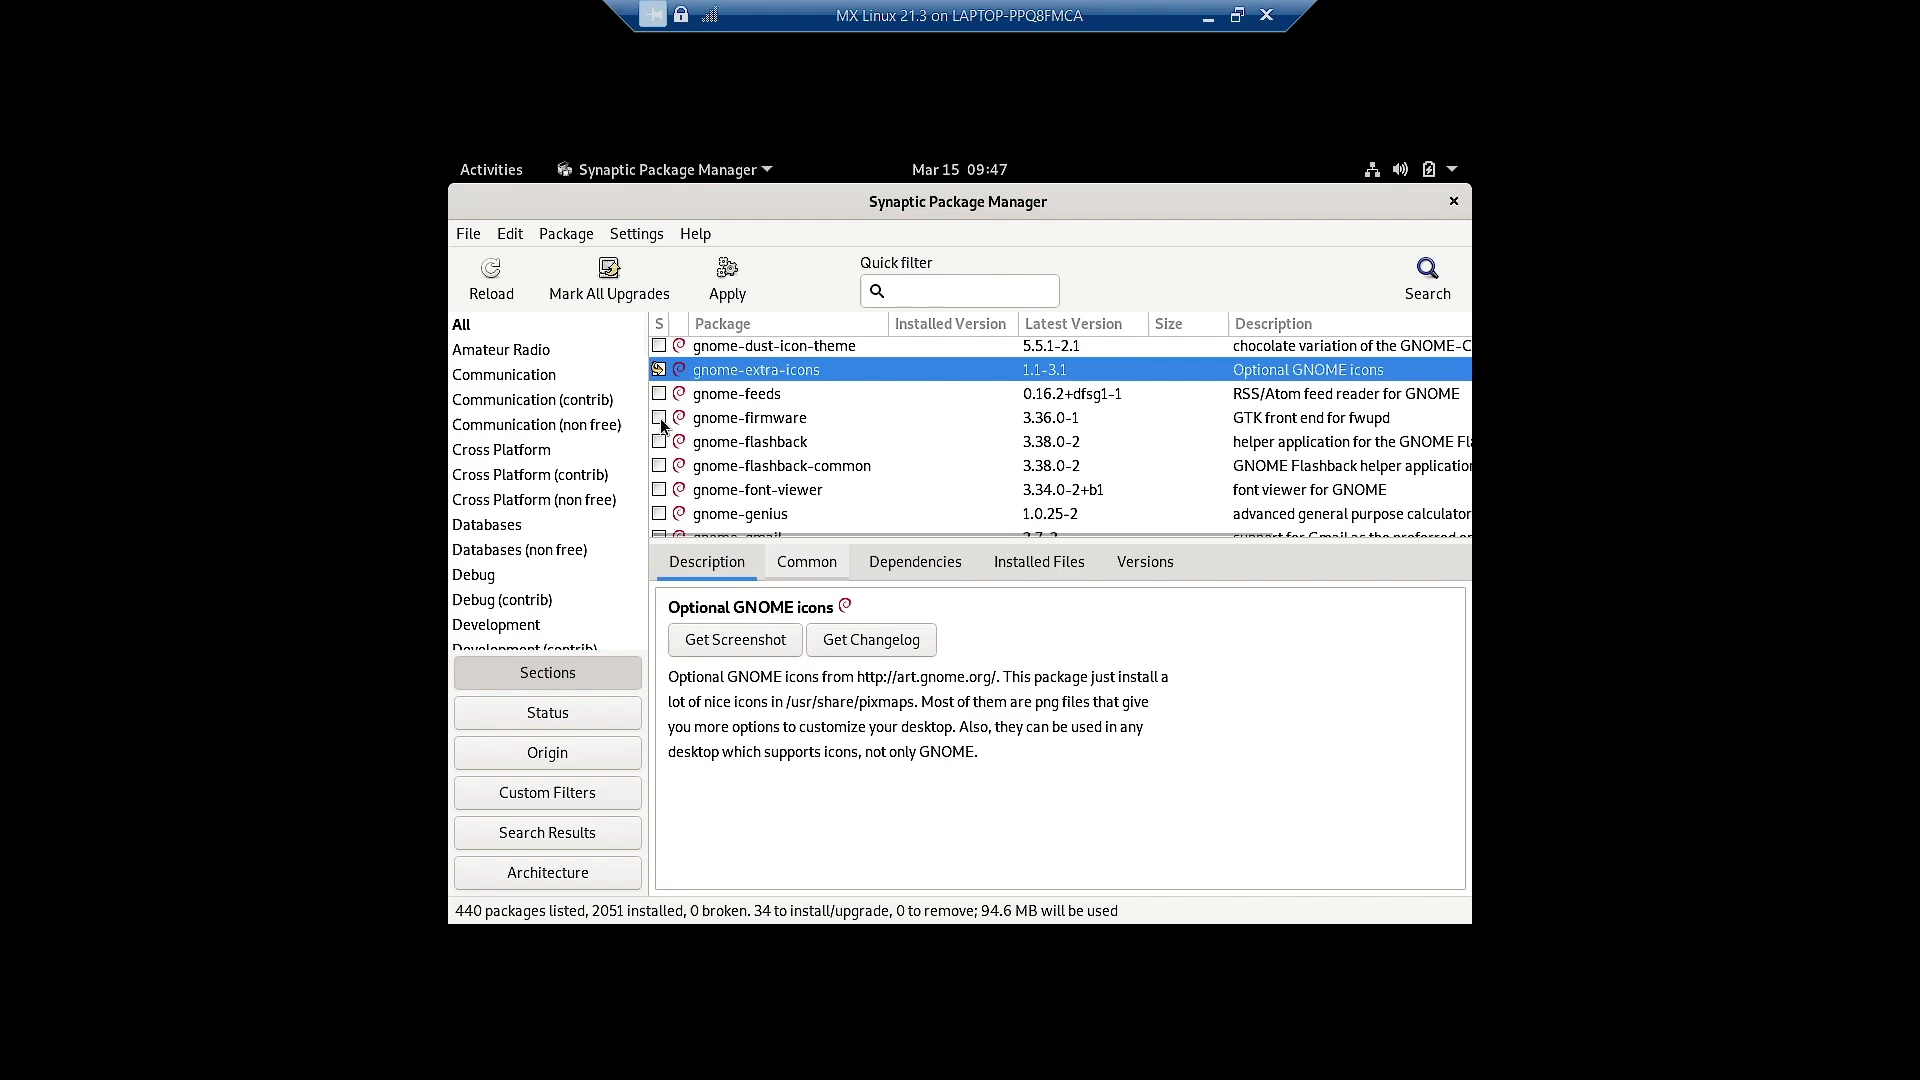 MX Linux 21.3 on LAPTOP-PPQ8FMCA
Activities Synaptic Package Manager Mar 15 09:47
Synaptic Package Manager
File Edit Package Settings Help
Reload Mark All Upgrades Apply Quick filter Search
All
Amateur Radio
Communication
Communication (contrib)
Communication (non free)
Cross Platform
Cross Platform (contrib)
Cross Platform (non free)
Databases
Databases (non free)
Debug
Debug (contrib)
Development
Development (contrib)
Sections
Status
Origin
Custom Filters
Search Results
Architecture
S Package Installed Version Latest Version Size Description
gnome-dust-icon-theme 5.5.1-2.1 chocolate variation of the GNOME-C
gnome-extra-icons 1.1-3.1 Optional GNOME icons
gnome-feeds 0.16.2+dfsg1-1 RSS/Atom feed reader for GNOME
gnome-firmware 3.36.0-1 GTK front end for fwupd
gnome-flashback 3.38.0-2 helper application for the GNOME Fl
gnome-flashback-common 3.38.0-2 GNOME Flashback helper application
gnome-font-viewer 3.34.0-2+b1 font viewer for GNOME
gnome-genius 1.0.25-2 advanced general purpose calculator
Description Common Dependencies Installed Files Versions
Optional GNOME icons
Get Screenshot Get Changelog
Optional GNOME icons from http://art.gnome.org/. This package just install a
lot of nice icons in /usr/share/pixmaps. Most of them are png files that give
you more options to customize your desktop. Also, they can be used in any
desktop which supports icons, not only GNOME.
440 packages listed, 2051 installed, 0 broken. 34 to install/upgrade, 0 to remove; 94.6 MB will be used